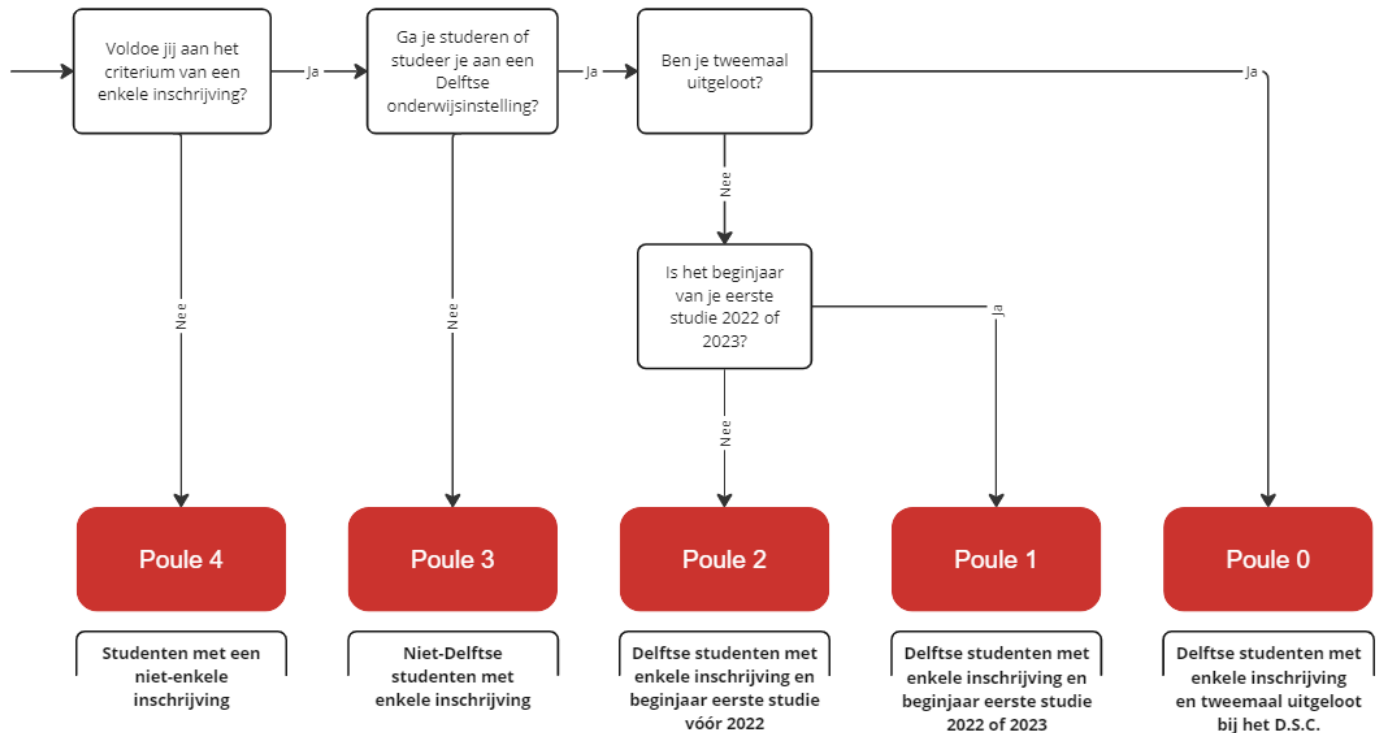 Voldoe jij aan het
criterium van een
enkele inschrijving?
Ja
Ga je studeren of
studeer je aan een
Delftse
onderwijsinstelling?
Ja
Ben je tweemaal
uitgeloot?
Ja
Nee
Is het beginjaar
van je eerste
studie 2022 of
2023?
Ja
Nee
Nee
Nee
Poule 4
Poule 3
Poule 2
Poule 1
Poule 0
Studenten met een
niet-enkele
inschrijving
Niet-Delftse
studenten met
enkele inschrijving
Delftse studenten met
enkele inschrijving en
beginjaar eerste studie
vóór 2022
Delftse studenten met
enkele inschrijving en
beginjaar eerste studie
2022 of 2023
Delftse studenten met
enkele inschrijving
en tweemaal uitgeloot
bij het D.S.C.